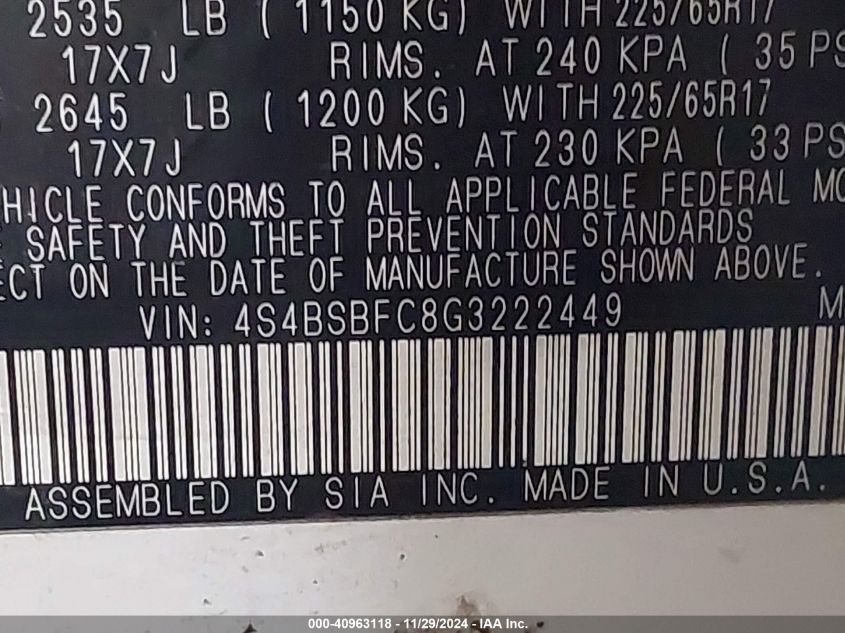 2535 LB ( 1150 KG) WITH 225/65R17
17X7J RIMS. AT 240 KPA ( 35 PS
2645 LB ( 1200 KG) WITH 225/65R17
17X7J RIMS. AT 230 KPA ( 33 PS
HICLE CONFORMS TO ALL APPLICABLE FEDERAL MO
SAFETY AND THEFT PREVENTION STANDARDS
ECT ON THE DATE OF MANUFACTURE SHOWN ABOVE.
VIN: 4S4BSBFC8G3222449 M
ASSEMBLED BY SIA INC. MADE IN U.S.A.
000-40963118 - 11/29/2024 - IAA Inc.